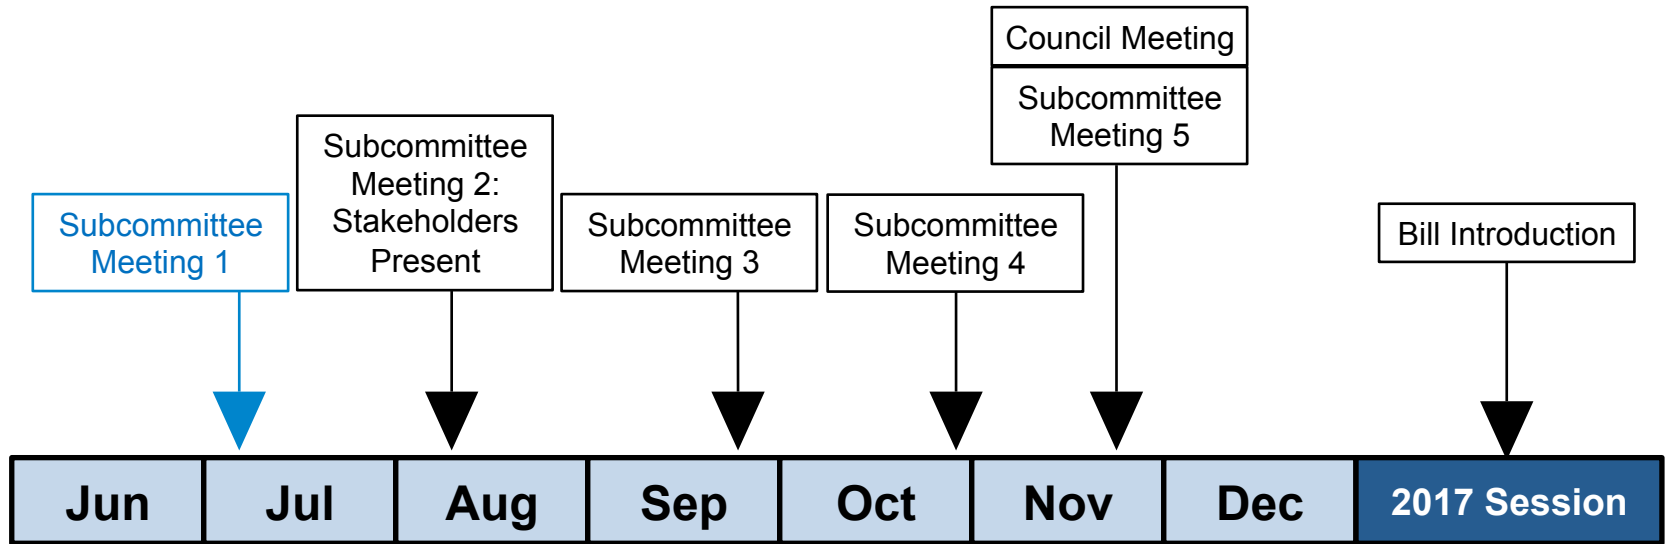 Council Meeting
Subcommittee
Meeting 5
Subcommittee
Meeting 2:
Stakeholders
Present
Subcommittee
Meeting 1
Subcommittee
Meeting 3
Subcommittee
Meeting 4
Bill Introduction
Jun
Jul
Aug
Sep
Oct
Nov
Dec
2017 Session